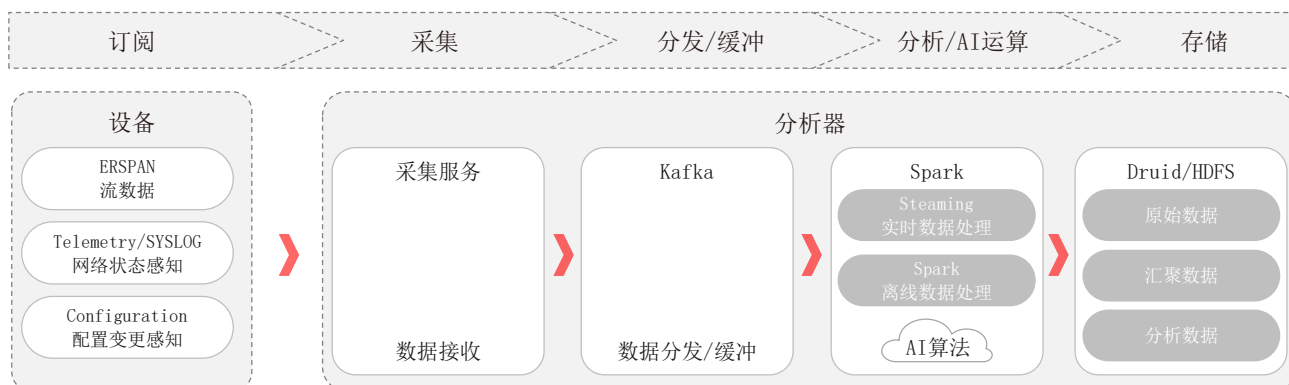 订阅
采集
分发/缓冲
分析/AI运算
存储
设备
ERSPAN
流数据
Telemetry/SYSLOG
网络状态感知
Configuration
配置变更感知
分析器
采集服务
数据接收
Kafka
数据分发/缓冲
Spark
Steaming
实时数据处理
Spark
离线数据处理
AI算法
Druid/HDFS
原始数据
汇聚数据
分析数据